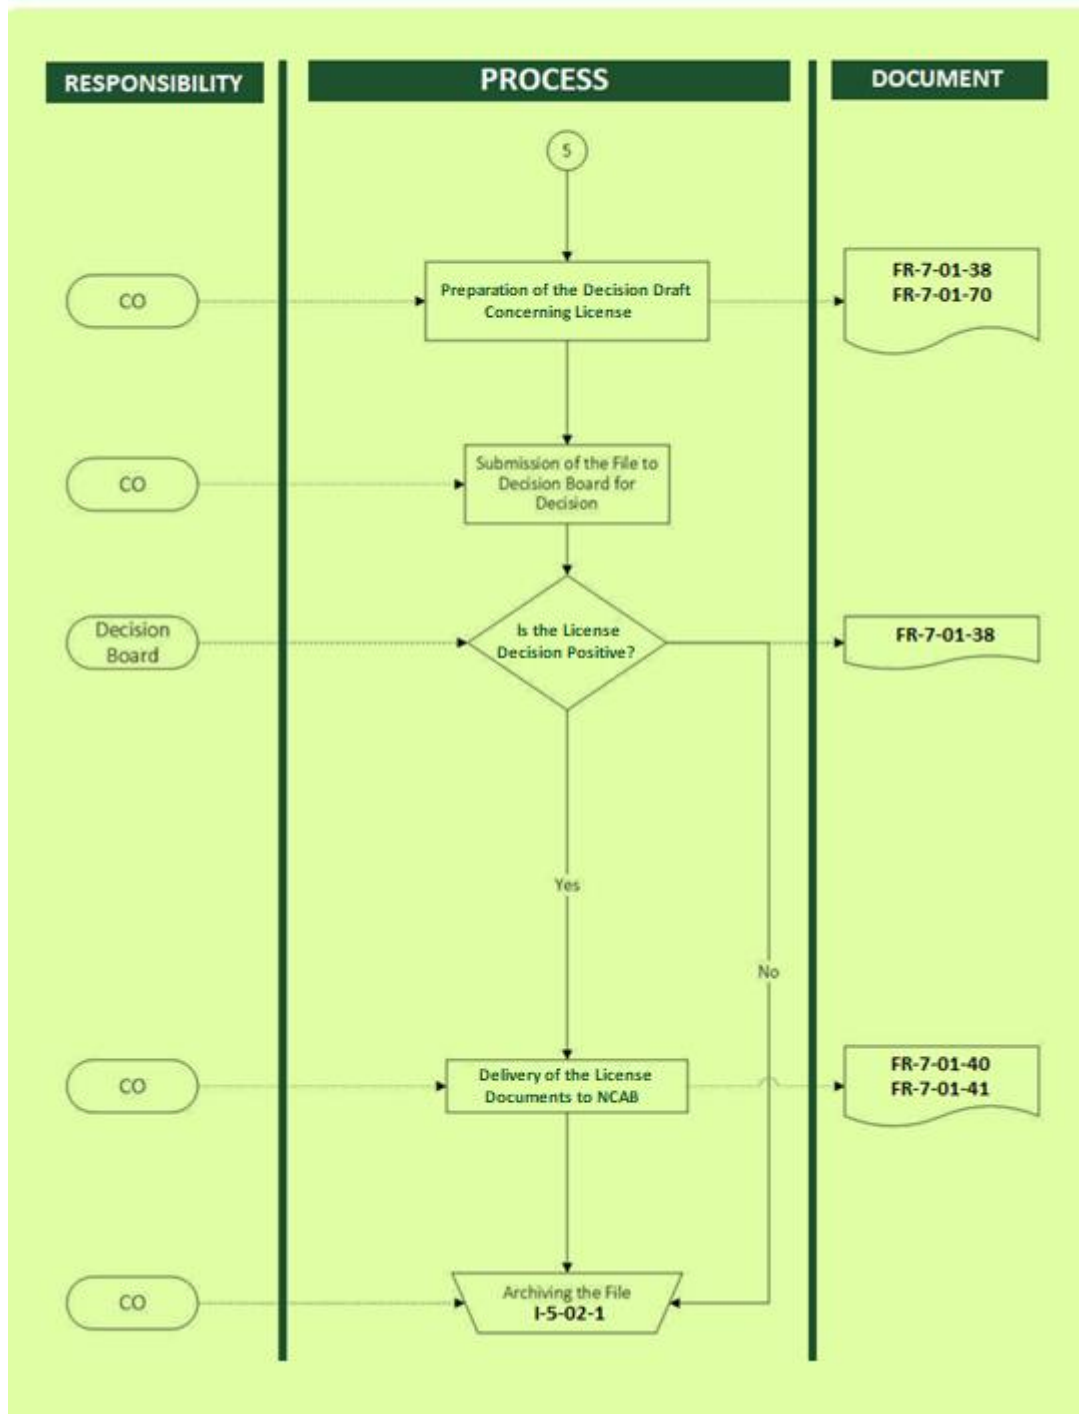 RESPONSIBILITY
PROCESS
DOCUMENT
5
CO
Preparation of the Decision Draft
Concerning License
FR-7-01-38
FR-7-01-70
CO
Submission of the File to
Decision Board for
Decision
Decision
Board
Is the License
Decision Positive?
FR-7-01-38
Yes
No
CO
Delivery of the License
Documents to NCAB
FR-7-01-40
FR-7-01-41
CO
Archiving the File
I-5-02-1